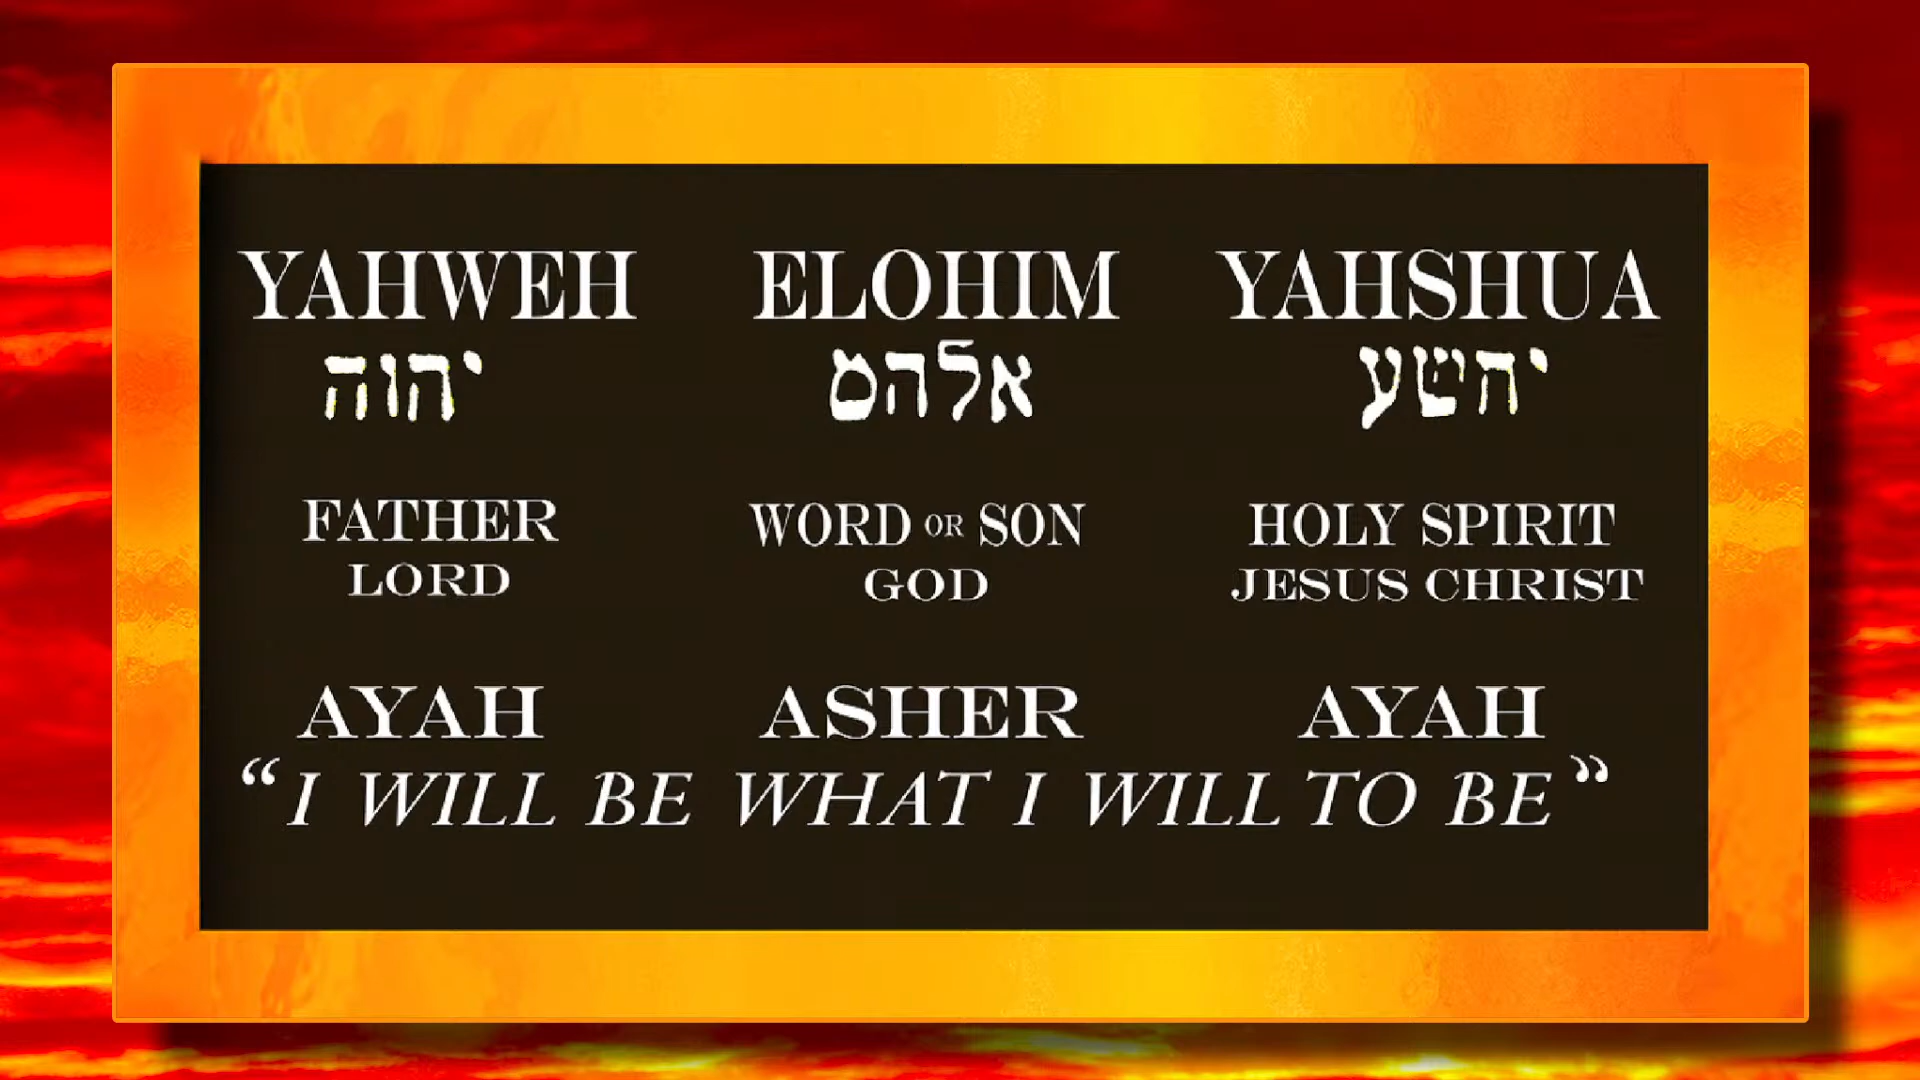 YAHWEH ELOHIM YAHSHUA
יהוה אלהם יהשע
FATHER WORD OR SON HOLY SPIRIT
LORD GOD JESUS CHRIST
AYAH ASHER AYAH
“I WILL BE WHAT I WILL TO BE”